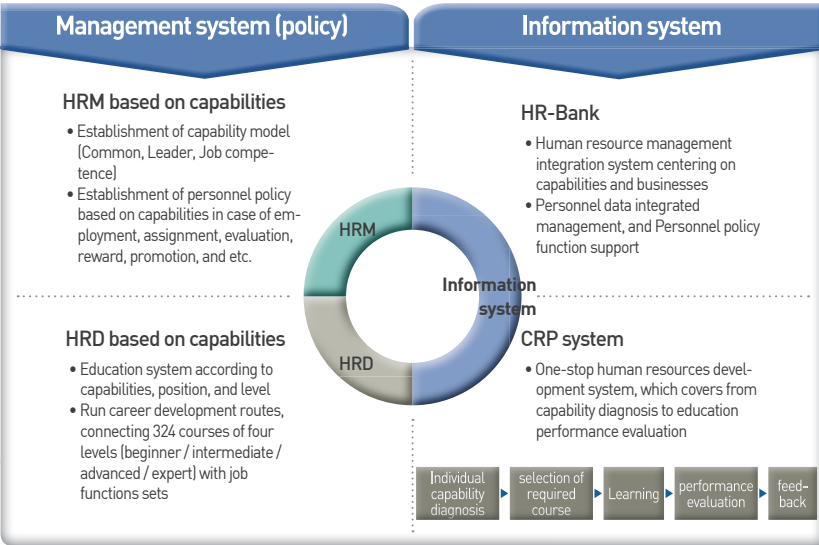 Management system (policy)
Information system
HRM based on capabilities
• Establishment of capability model
(Common, Leader, Job compe-
tence)
• Establishment of personnel policy
based on capabilities in case of em-
ployment, assignment, evaluation,
reward, promotion, and etc.
HR-Bank
• Human resource management
integration system centering on
capabilities and businesses
• Personnel data integrated
management, and Personnel policy
function support
HRM
Information
system
HRD
HRD based on capabilities
• Education system according to
capabilities, position, and level
• Run career development routes,
connecting 324 courses of four
levels (beginner / intermediate /
advanced / expert) with job
functions sets
CRP system
• One-stop human resources devel-
opment system, which covers from
capability diagnosis to education
performance evaluation
Individual
capability
diagnosis
selection of
required
course
Learning
performance
evaluation
feed-
back